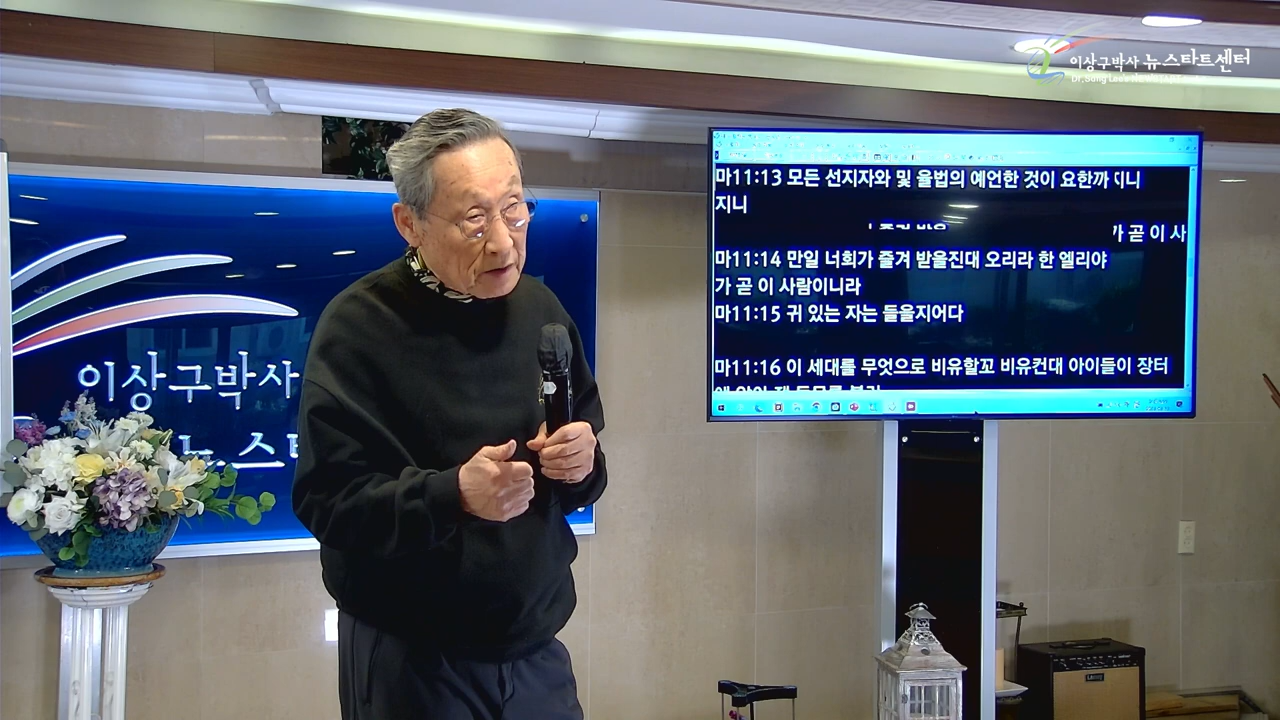 이상구박사 뉴스타트센터
마11:13 모든 선지자와 및 율법의 예언한 것이 요한까
지니
가 곧 이 사
마11:14 만일 너희가 즐겨 받을진대 오리라 한 엘리야
가 곧 이 사람이니라
마11:15 귀 있는 자는 들을지어다
마11:16 이 세대를 무엇으로 비유할꼬 비유컨대 아이들이 장터
이상구박사
뉴스